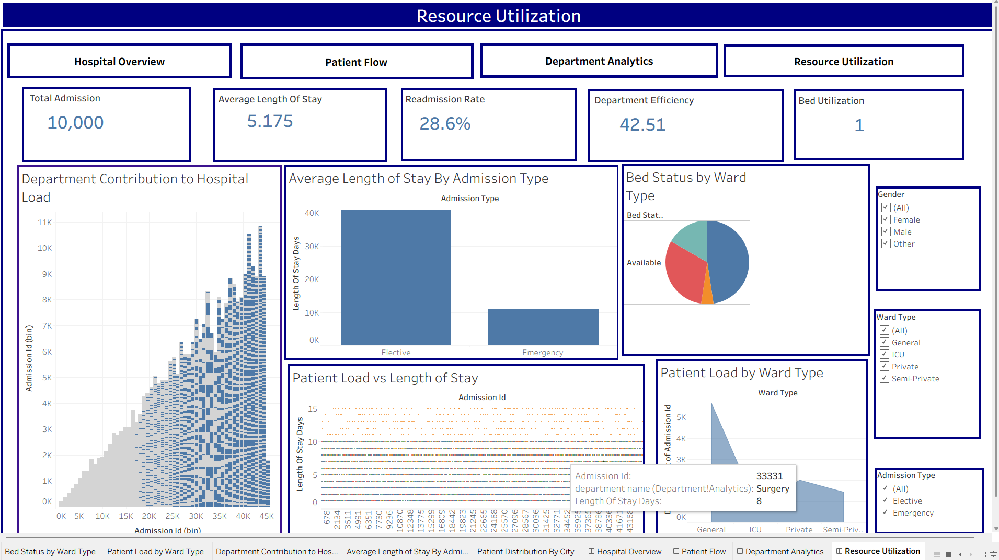 Resource Utilization
Hospital Overview
Patient Flow
Department Analytics
Resource Utilization
Total Admission
10,000
Average Length Of Stay
5.175
Readmission Rate
28.6%
Department Efficiency
42.51
Bed Utilization
1
Department Contribution to Hospital
Load
Admission Id (bin)
11K
10K
9K
8K
7K
6K
5K
4K
3K
2K
1K
0K
0K 5K 10K 15K 20K 25K 30K 35K 40K 45K
Admission Id (bin)
Average Length of Stay By Admission Type
Admission Type
Length Of Stay Days
40K
30K
20K
10K
0K
Elective
Emergency
Bed Status by Ward
Type
Bed Stat..
Available
Gender
(All)
Female
Male
Other
Ward Type
(All)
General
ICU
Private
Semi-Private
Patient Load vs Length of Stay
Admission Id
Length Of Stay Days
15
10
5
0
678 2134 3511 4991 6351 7730 9236 10870 12348 13775 15299 16809 18442 19823 21245 22665 24168 25570 27096 28567 30036 31425 32771 34452 35925 37365 38786 40336 41671 43168
Admission Id: 33331
department name (Department!Analytics): Surgery
Length Of Stay Days: 8
Patient Load by Ward Type
Ward Type
of Admission Id
5K
4K
3K
0K
General
ICU
Private
Semi-Priv..
Admission Type
(All)
Elective
Emergency
Bed Status by Ward Type
Patient Load by Ward Type
Department Contribution to Hos...
Average Length of Stay By Admi...
Patient Distribution By City
Hospital Overview
Patient Flow
Department Analytics
Resource Utilization